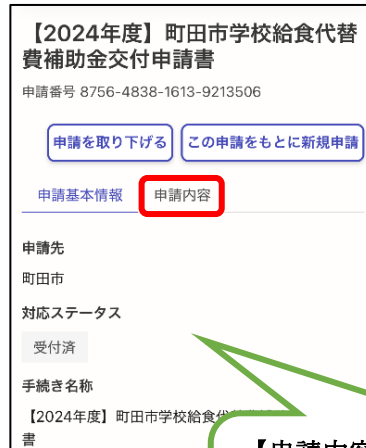 【2024年度】町田市学校給食代替
費補助金交付申請書
申請番号 8756-4838-1613-9213506
申請を取り下げる この申請をもとに新規申請
申請基本情報 申請内容
申請先
町田市
対応ステータス
受付済
手続き名称
【2024年度】町田市学校給食
書
【申請内容